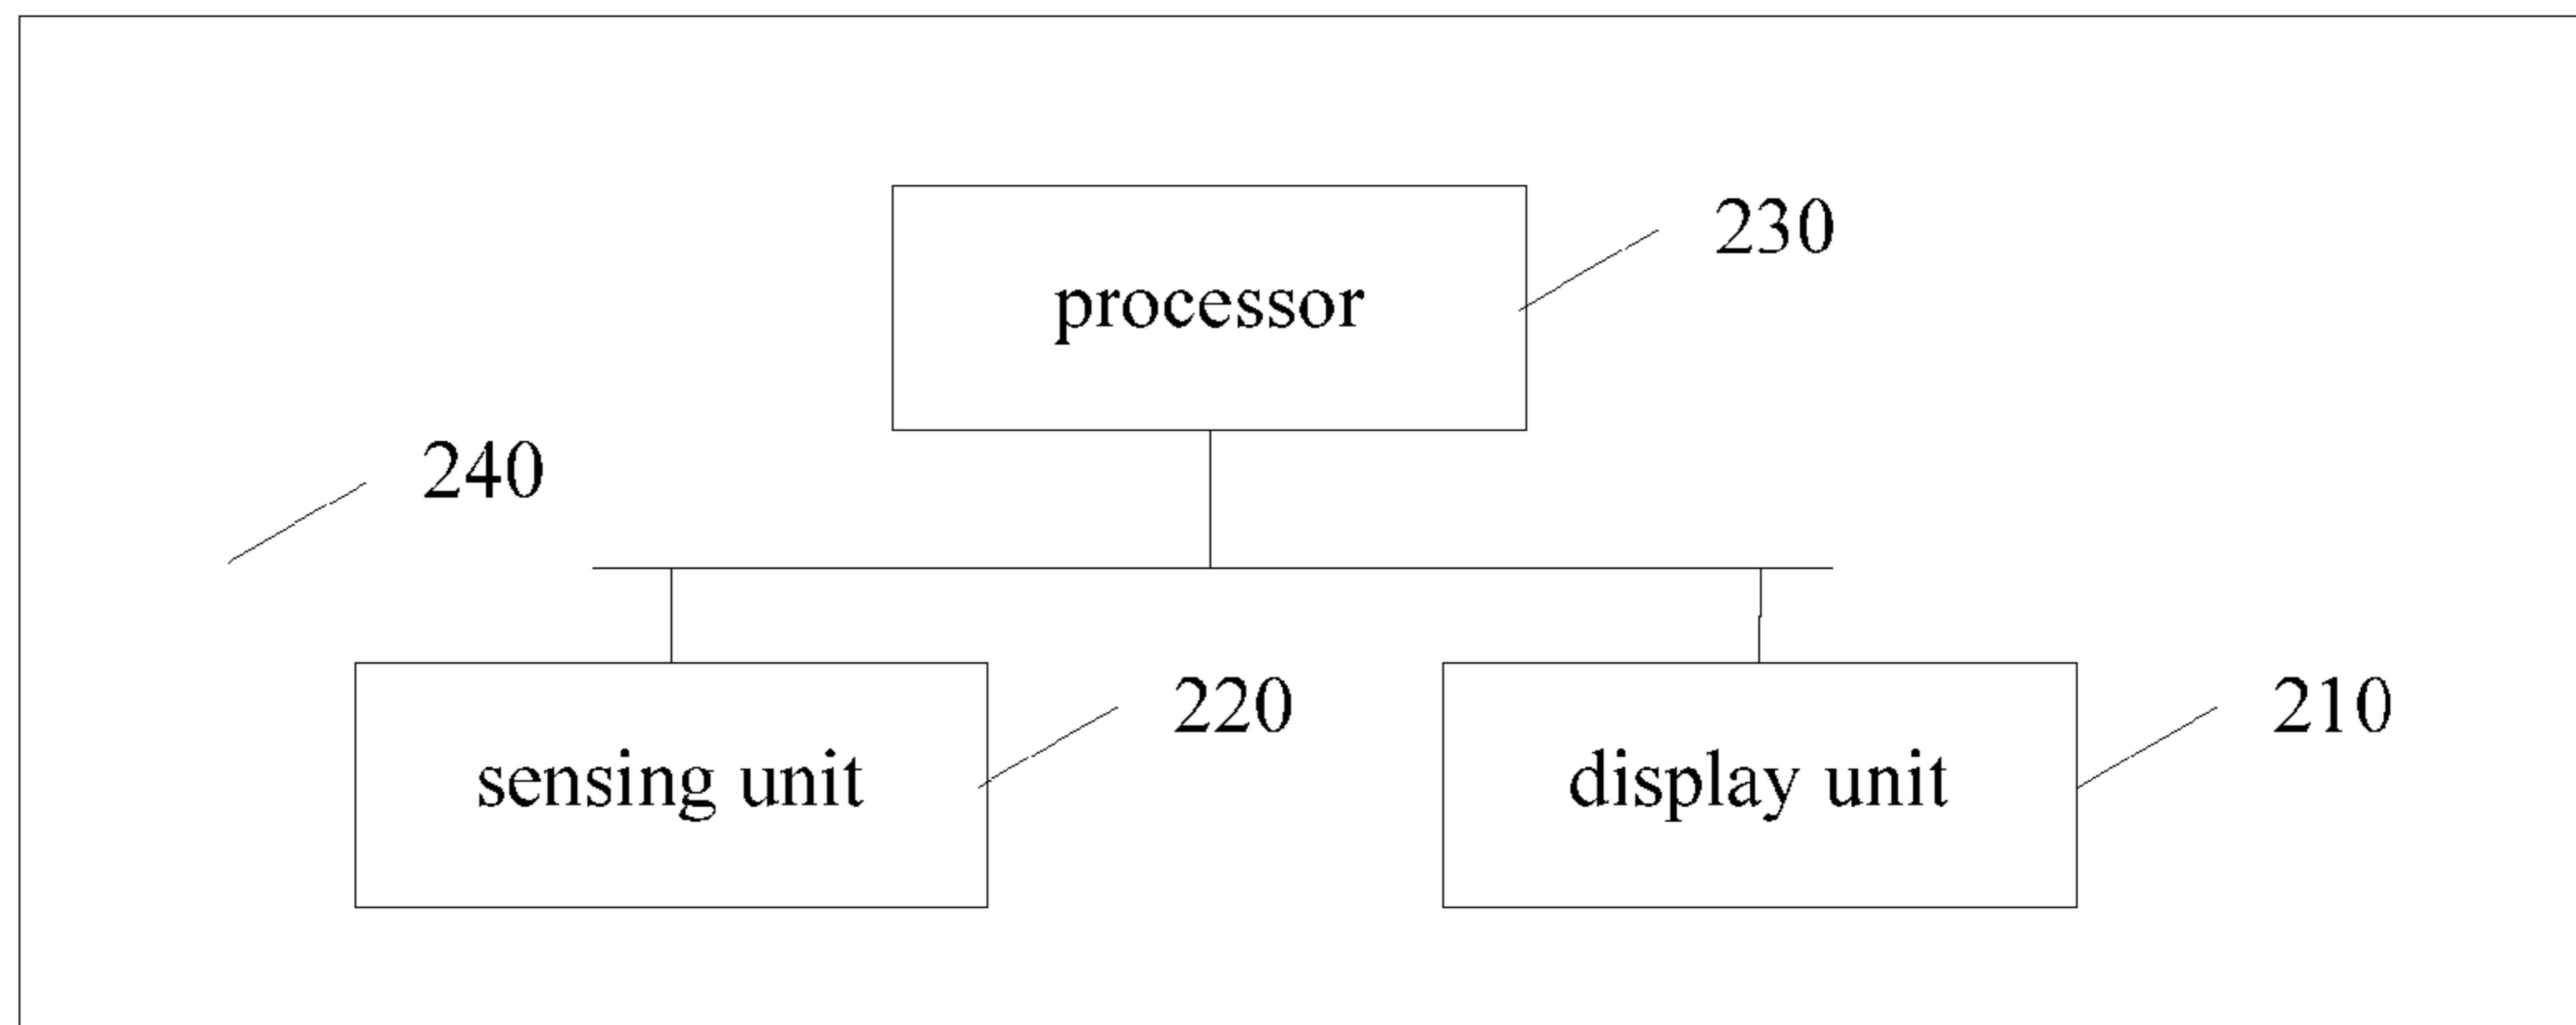 230
processor
240
220
210
sensing unit
display unit